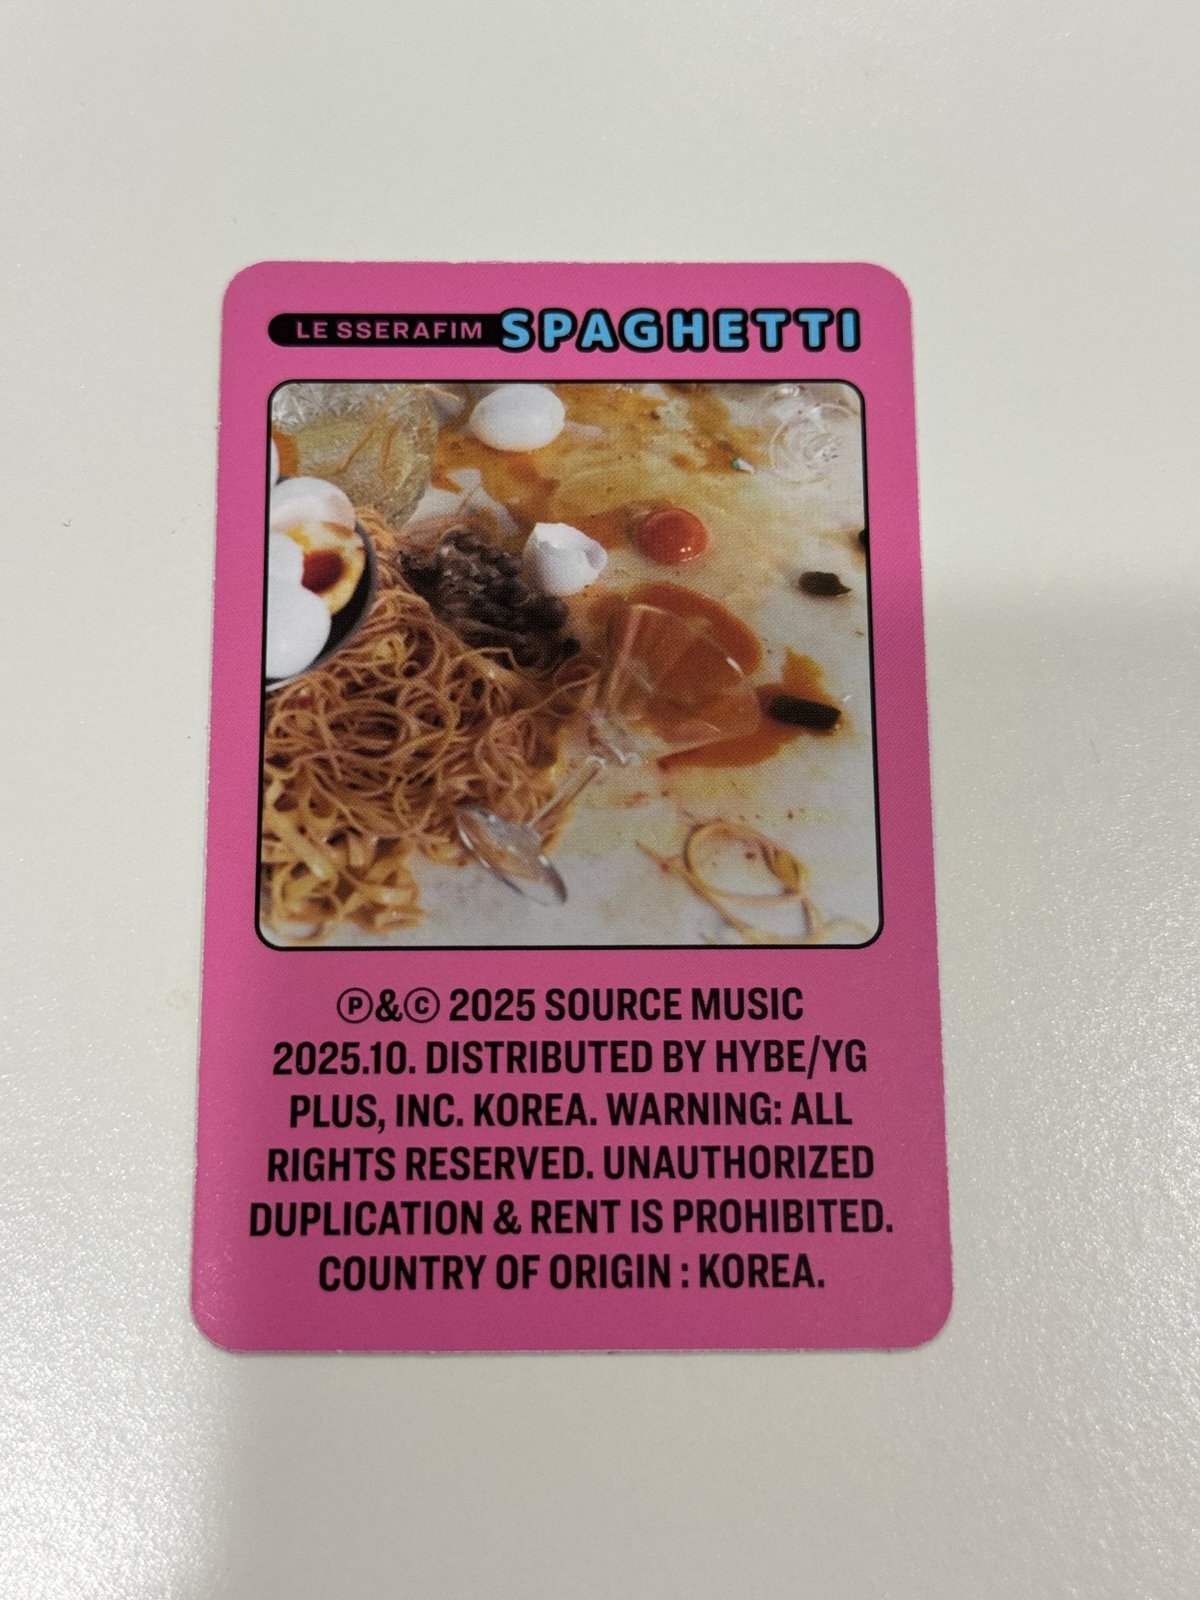 LE SSERAFIM SPAGHETTI
Ⓟ&Ⓒ 2025 SOURCE MUSIC
2025.10. DISTRIBUTED BY HYBE/YG
PLUS, INC. KOREA. WARNING: ALL
RIGHTS RESERVED. UNAUTHORIZED
DUPLICATION & RENT IS PROHIBITED.
COUNTRY OF ORIGIN : KOREA.